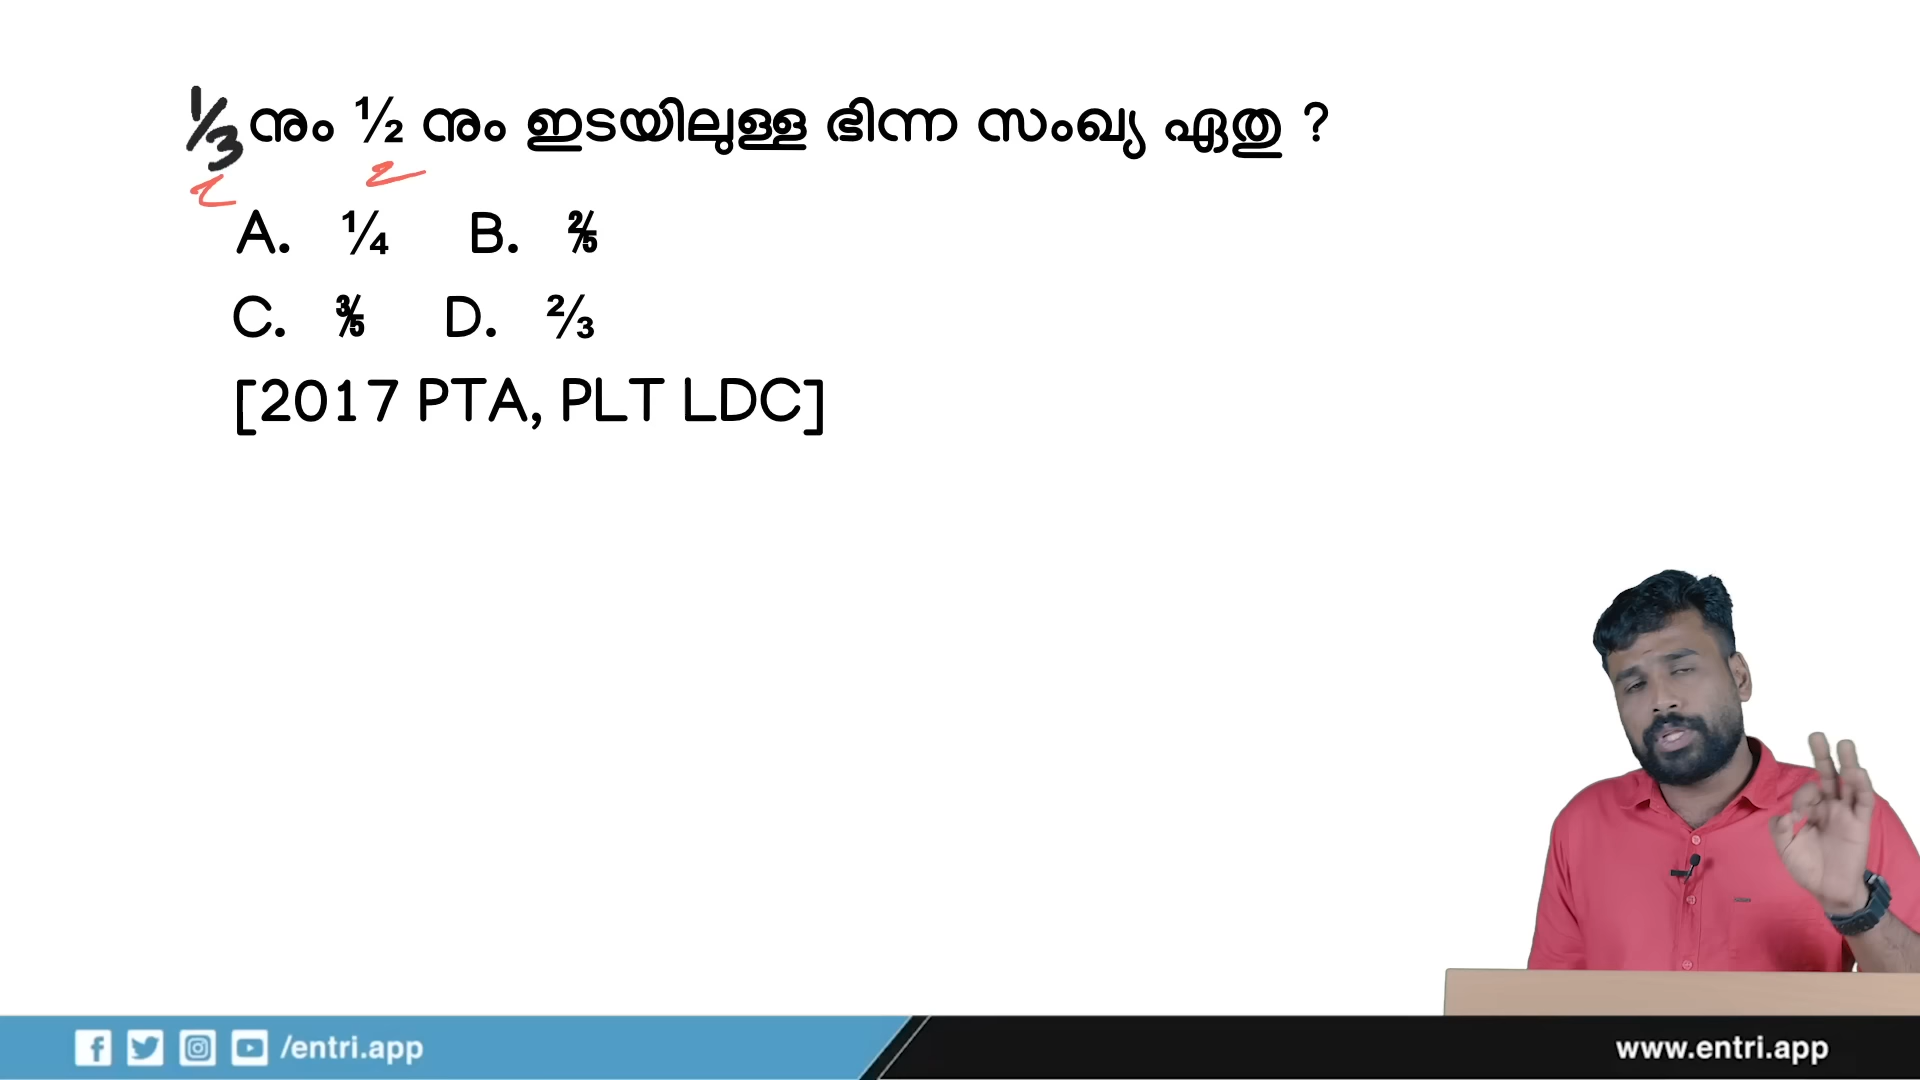 ⅓ നും ½ നും ഇടയിലുള്ള ഭിന്ന സംഖ്യ ഏതു ?
A. ¼ B. ⅖
C. ⅗ D. ⅔
[2017 PTA, PLT LDC]
/entri.app
www.entri.app